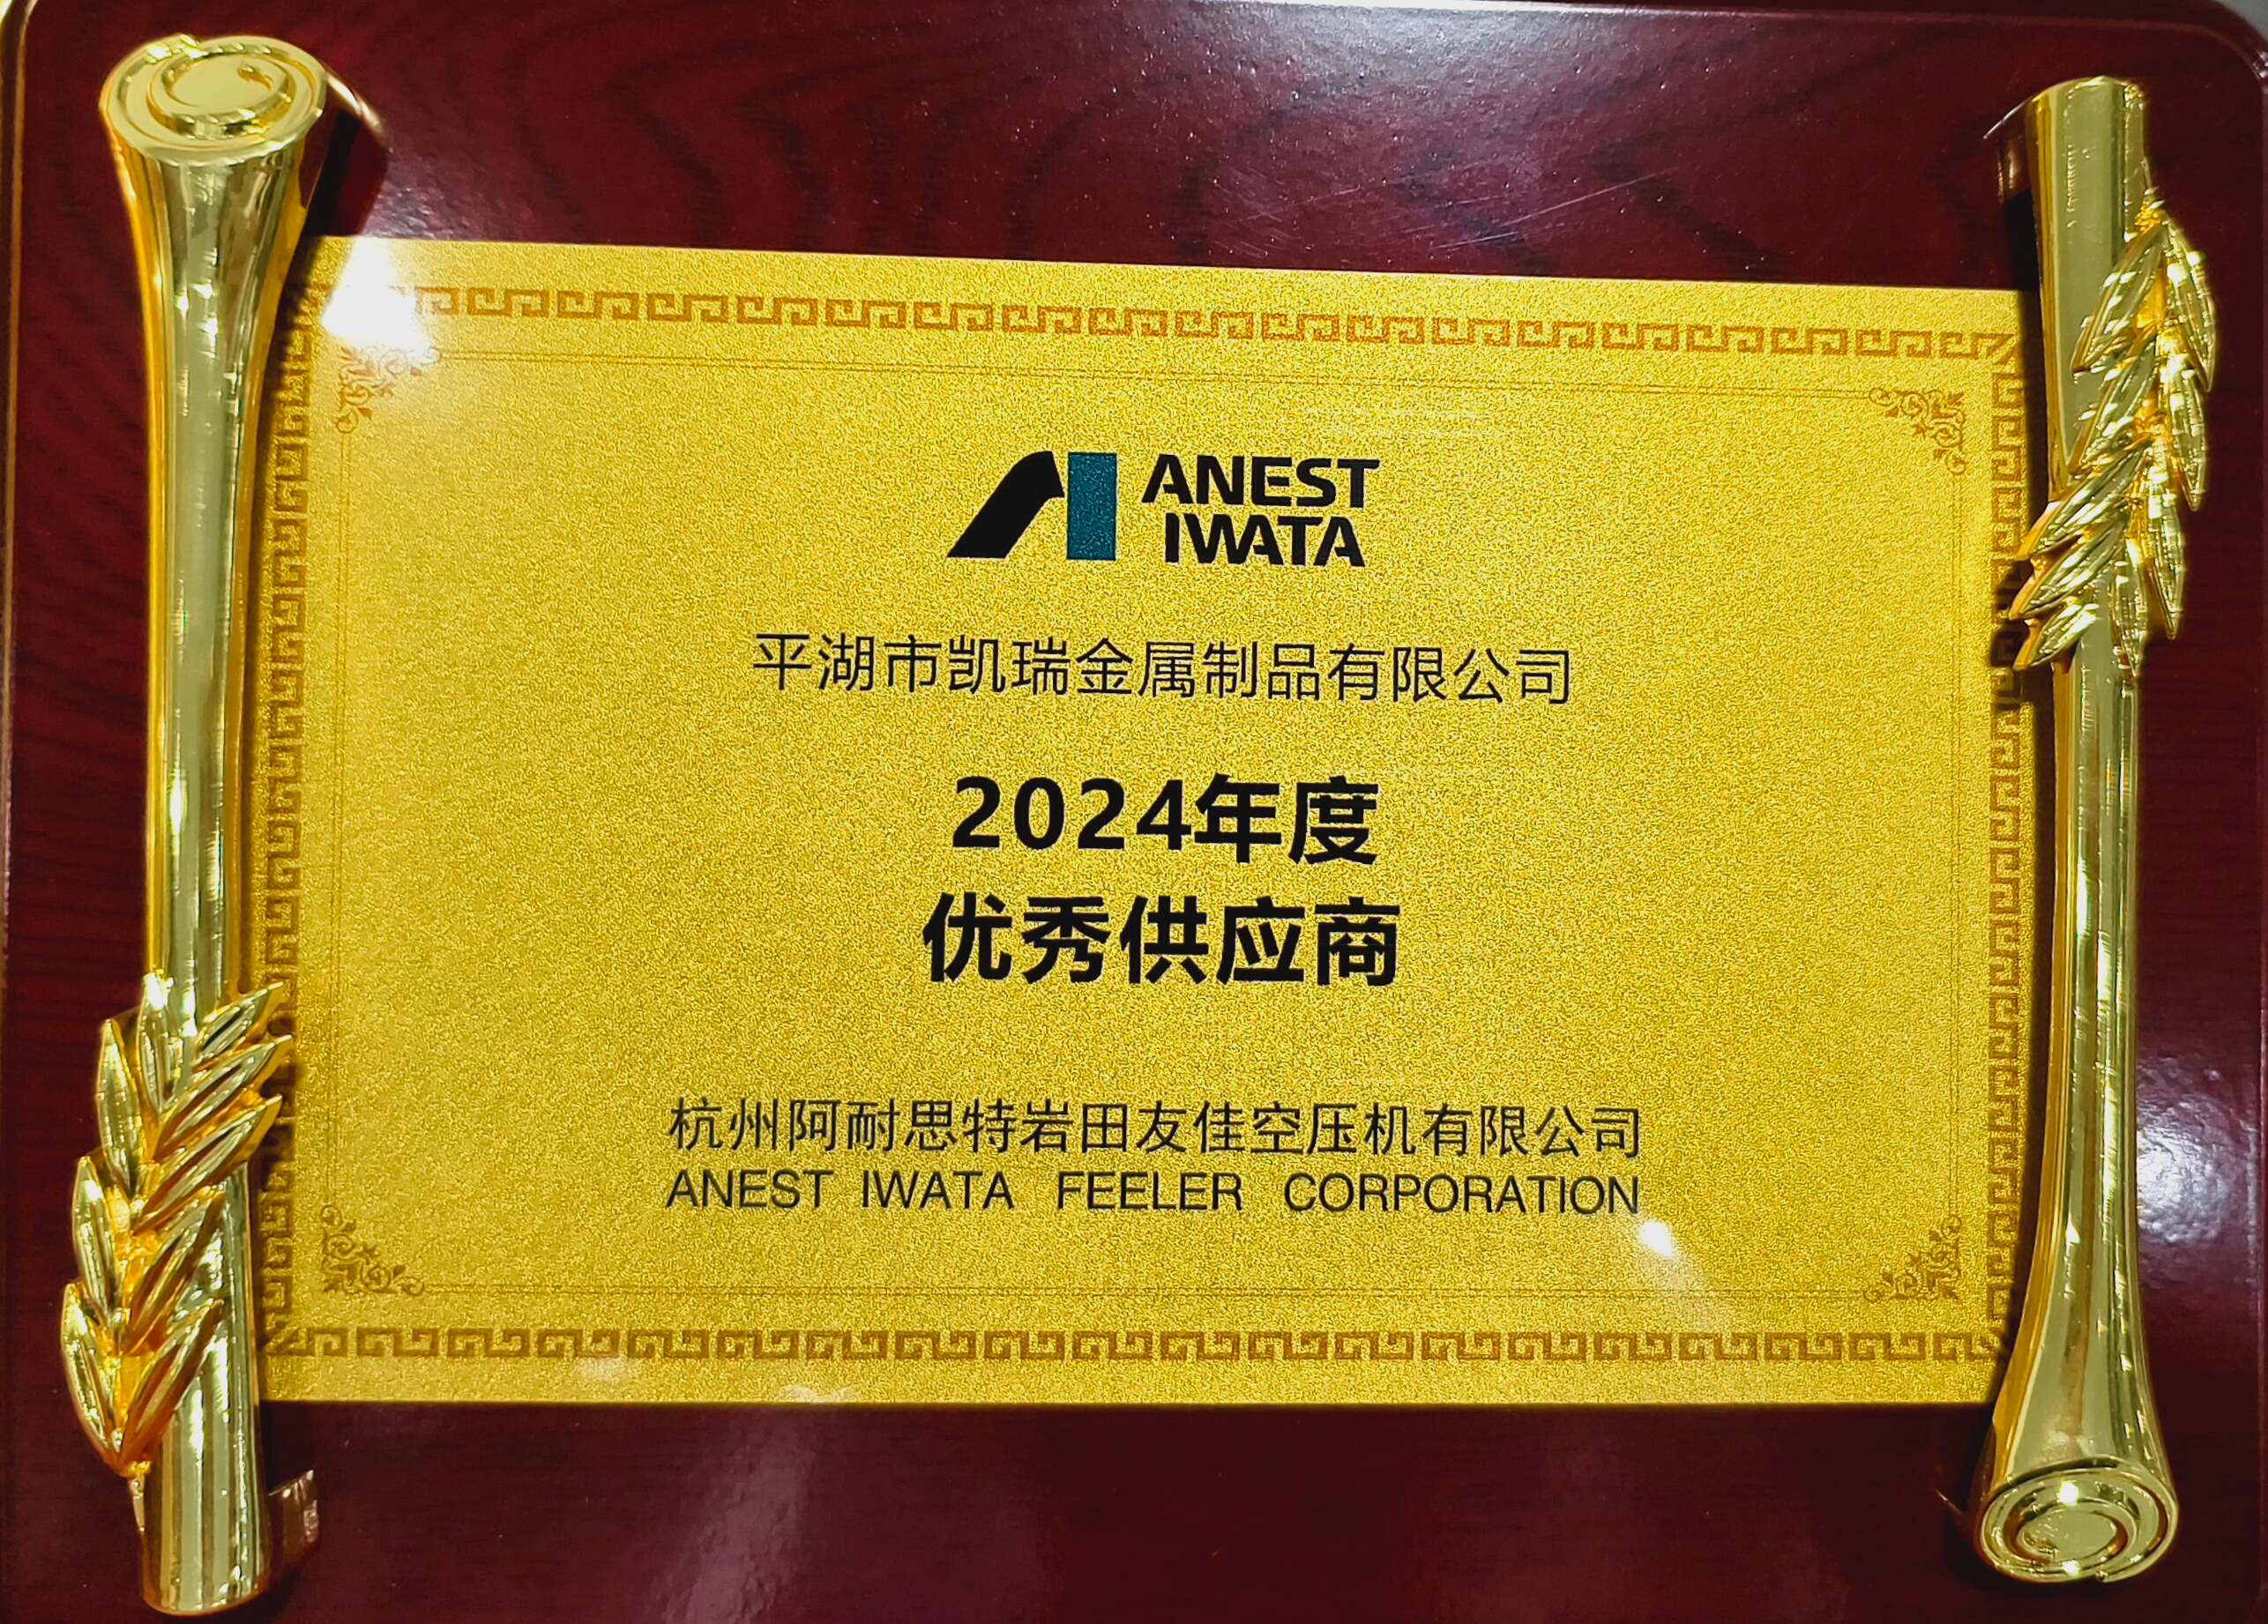 ANEST
IWATA
平湖市凯瑞金属制品有限公司
2024年度
优秀供应商
杭州阿耐思特岩田友佳空压机有限公司
ANEST IWATA FEELER CORPORATION